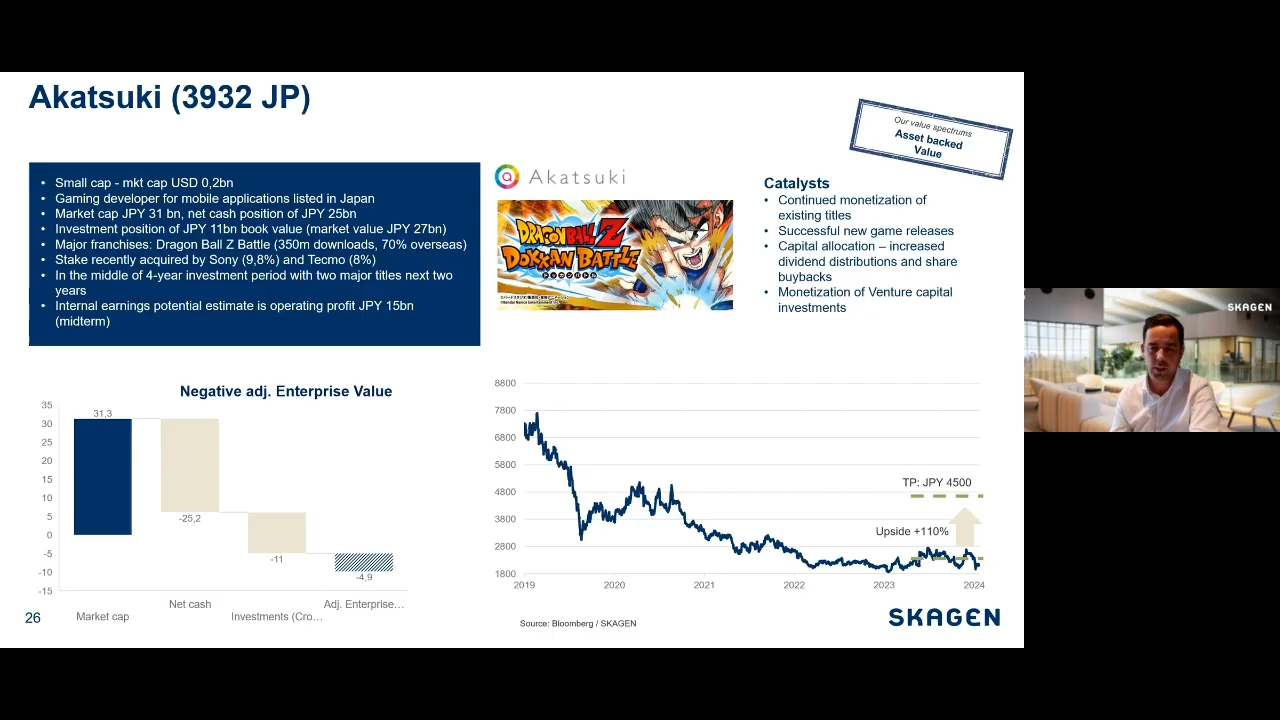 Akatsuki (3932 JP)
Our value spectrums
Asset backed
Value
• Small cap - mkt cap USD 0,2bn
• Gaming developer for mobile applications listed in Japan
• Market cap JPY 31 bn, net cash position of JPY 25bn
• Investment position of JPY 11bn book value (market value JPY 27bn)
• Major franchises: Dragon Ball Z Battle (350m downloads, 70% overseas)
• Stake recently acquired by Sony (9,8%) and Tecmo (8%)
• In the middle of 4-year investment period with two major titles next two
years
• Internal earnings potential estimate is operating profit JPY 15bn
(midterm)
Akatsuki
DRAGONBALL Z
DOKKAN BATTLE
ドッカンバトル
Catalysts
• Continued monetization of
existing titles
• Successful new game releases
• Capital allocation – increased
dividend distributions and share
buybacks
• Monetization of Venture capital
investments
SKAGEN
Negative adj. Enterprise Value
35
30
25
20
15
10
5
0
-5
-10
-15
31,3
-25,2
-11
-4,9
Market cap
Net cash
Investments (Cro…
Adj. Enterprise…
8800
7800
6800
5800
4800
3800
2800
1800
2019
2020
2021
2022
2023
2024
TP: JPY 4500
Upside +110%
26
Source: Bloomberg / SKAGEN
SKAGEN